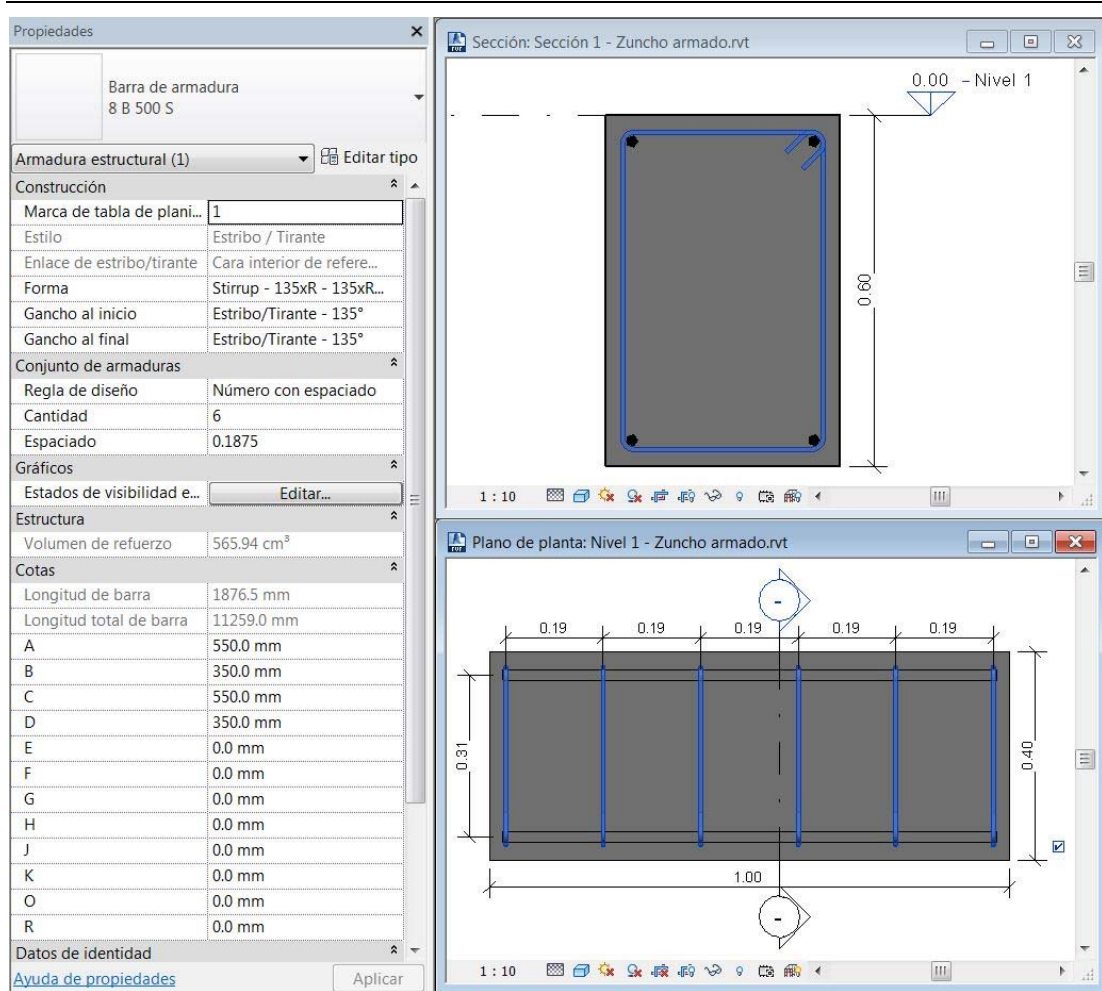 Propiedades
Barra de armadura
8 B 500 S
Armadura estructural (1)
Editar tipo
Construcción
Marca de tabla de plani... 1
Estilo Estribo / Tirante
Enlace de estribo/tirante Cara interior de refere...
Forma Stirrup - 135xR - 135xR...
Gancho al inicio Estribo/Tirante - 135°
Gancho al final Estribo/Tirante - 135°
Conjunto de armaduras
Regla de diseño Número con espaciado
Cantidad 6
Espaciado 0.1875
Gráficos
Estados de visibilidad e... Editar...
Estructura
Volumen de refuerzo 565.94 cm³
Cotas
Longitud de barra 1876.5 mm
Longitud total de barra 11259.0 mm
A 550.0 mm
B 350.0 mm
C 550.0 mm
D 350.0 mm
E 0.0 mm
F 0.0 mm
G 0.0 mm
H 0.0 mm
J 0.0 mm
K 0.0 mm
O 0.0 mm
R 0.0 mm
Datos de identidad
Ayuda de propiedades
Aplicar
Sección: Sección 1 - Zuncho armado.rvt
0.00 - Nivel 1
0.60
1 : 10
Plano de planta: Nivel 1 - Zuncho armado.rvt
0.19 0.19 0.19 0.19 0.19
0.31
0.40
1.00
1 : 10